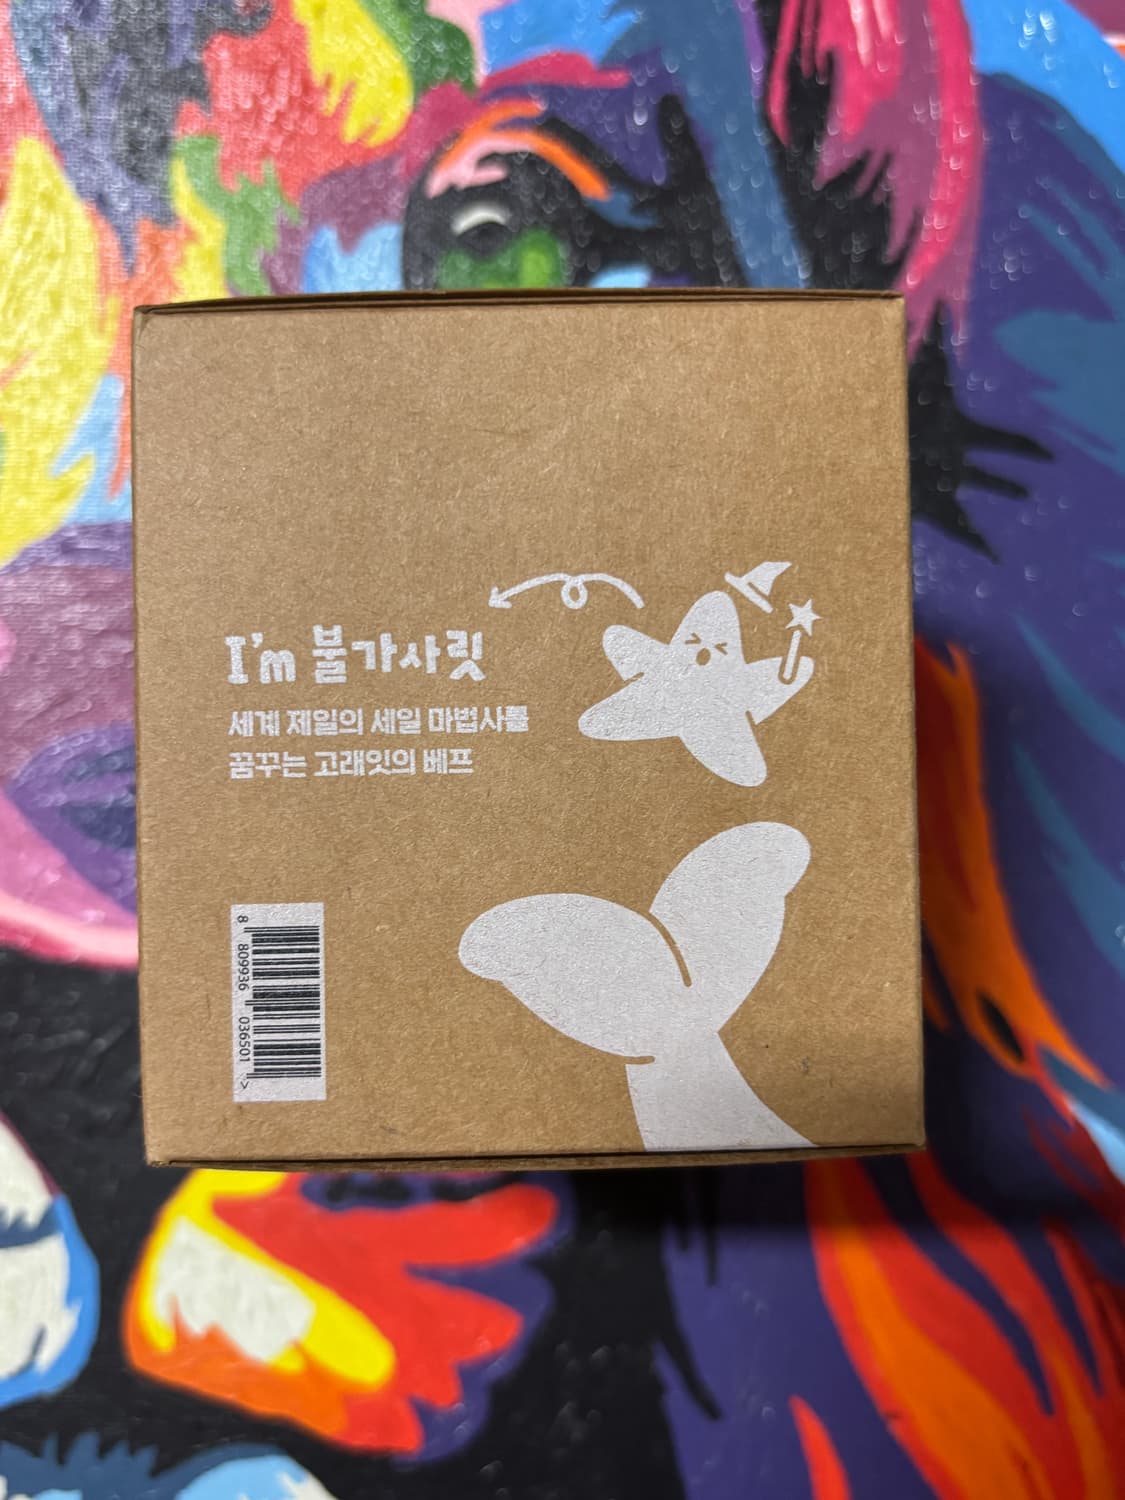 I'm 불가사릿
세계 제일의 세일 마법사를
꿈꾸는 고래잇의 베프
8 809936 036501 >